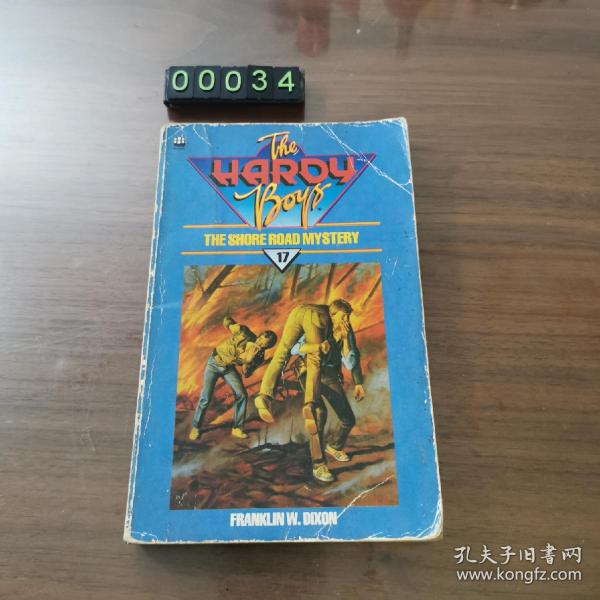 00034
The
HARDY
Boys
THE SHORE ROAD MYSTERY
17
FRANKLIN W. DIXON
孔夫子旧書网
www.kongfz.com